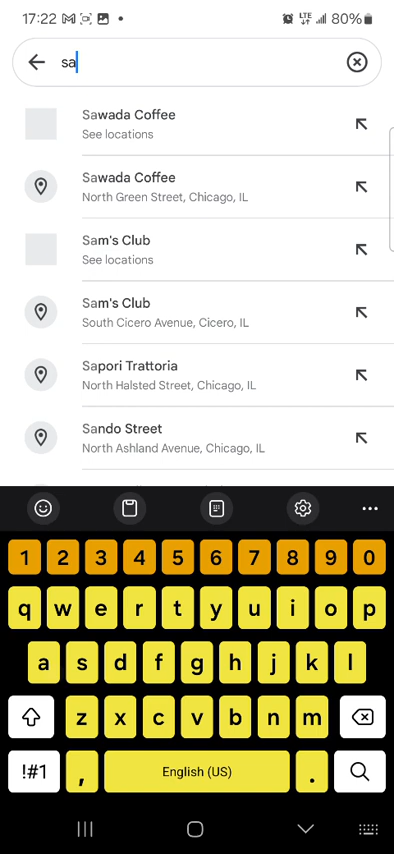 17:22
LTE
80%
sa
Sawada Coffee
See locations
Sawada Coffee
North Green Street, Chicago, IL
Sam's Club
See locations
Sam's Club
South Cicero Avenue, Cicero, IL
Sapori Trattoria
North Halsted Street, Chicago, IL
Sando Street
North Ashland Avenue, Chicago, IL
1 2 3 4 5 6 7 8 9 0
q w e r t y u i o p
a s d f g h j k l
z x c v b n m
!#1 , English (US) .